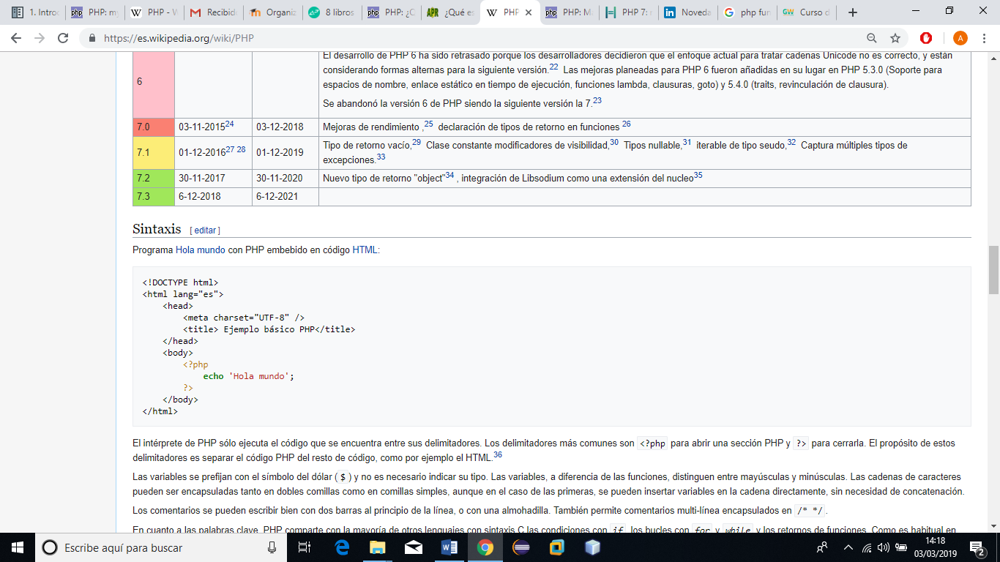 1. Introd
PHP: my
PHP - W
Recibid
Organiz
8 libros
PHP: ¿Q
¿Qué es
PHP
PHP: M
PHP 7: n
Noveda
php fun
Curso d
https://es.wikipedia.org/wiki/PHP
A
6
El desarrollo de PHP 6 ha sido retrasado porque los desarrolladores decidieron que el enfoque actual para tratar cadenas Unicode no es correcto, y están
considerando formas alternas para la siguiente versión.22 Las mejoras planeadas para PHP 6 fueron añadidas en su lugar en PHP 5.3.0 (Soporte para
espacios de nombre, enlace estático en tiempo de ejecución, funciones lambda, clausuras, goto) y 5.4.0 (traits, revinculación de clausura).
Se abandonó la versión 6 de PHP siendo la siguiente versión la 7.23
7.0 03-11-201524 03-12-2018 Mejoras de rendimiento ,25 declaración de tipos de retorno en funciones 26
7.1 01-12-201627 28 01-12-2019 Tipo de retorno vacío,29 Clase constante modificadores de visibilidad,30 Tipos nullable,31 iterable de tipo seudo,32 Captura múltiples tipos de
excepciones.33
7.2 30-11-2017 30-11-2020 Nuevo tipo de retorno "object"34 , integración de Libsodium como una extensión del nucleo35
7.3 6-12-2018 6-12-2021
Sintaxis [ editar ]
Programa Hola mundo con PHP embebido en código HTML:
<!DOCTYPE html>
<html lang="es">
    <head>
        <meta charset="UTF-8" />
        <title> Ejemplo básico PHP</title>
    </head>
    <body>
        <?php
            echo 'Hola mundo';
        ?>
    </body>
</html>
El intérprete de PHP sólo ejecuta el código que se encuentra entre sus delimitadores. Los delimitadores más comunes son <?php para abrir una sección PHP y ?> para cerrarla. El propósito de estos
delimitadores es separar el código PHP del resto de código, como por ejemplo el HTML.36
Las variables se prefijan con el símbolo del dólar ( $ ) y no es necesario indicar su tipo. Las variables, a diferencia de las funciones, distinguen entre mayúsculas y minúsculas. Las cadenas de caracteres
pueden ser encapsuladas tanto en dobles comillas como en comillas simples, aunque en el caso de las primeras, se pueden insertar variables en la cadena directamente, sin necesidad de concatenación.
Los comentarios se pueden escribir bien con dos barras al principio de la línea, o con una almohadilla. También permite comentarios multi-línea encapsulados en /* */ .
En cuanto a las palabras clave, PHP comparte con la mayoría de otros lenguajes con sintaxis C las condiciones con if, los bucles con for y while y los retornos de funciones. Como es habitual en
Escribe aquí para buscar
14:18
03/03/2019
2